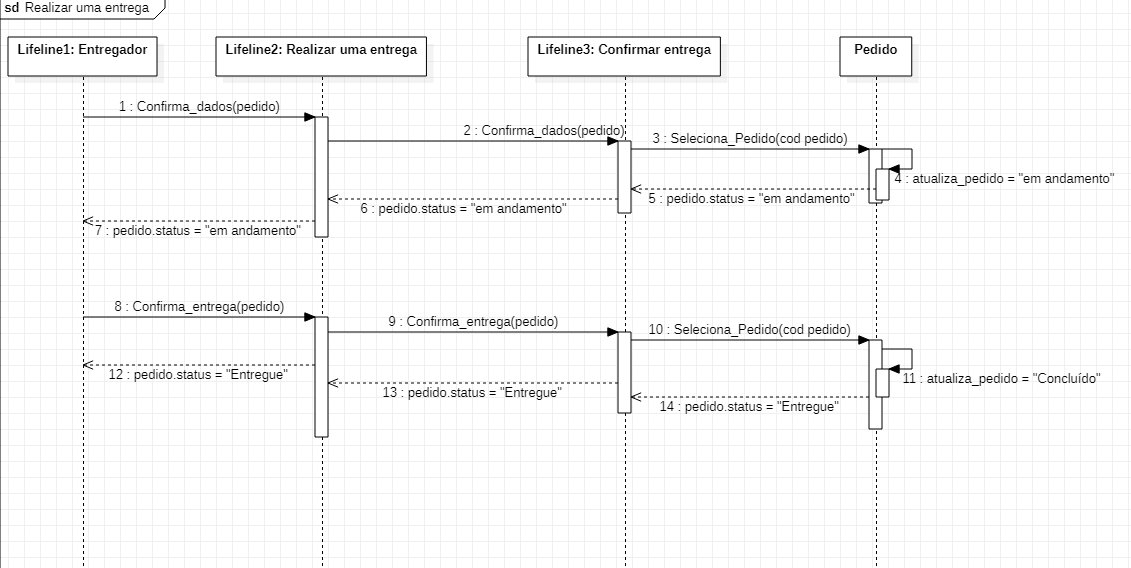 sd Realizar uma entrega
Lifeline1: Entregador
Lifeline2: Realizar uma entrega
Lifeline3: Confirmar entrega
Pedido
1 : Confirma_dados(pedido)
2 : Confirma_dados(pedido)
3 : Seleciona_Pedido(cod pedido)
4 : atualiza_pedido = "em andamento"
5 : pedido.status = "em andamento"
6 : pedido.status = "em andamento"
7 : pedido.status = "em andamento"
8 : Confirma_entrega(pedido)
9 : Confirma_entrega(pedido)
10 : Seleciona_Pedido(cod pedido)
11 : atualiza_pedido = "Concluído"
12 : pedido.status = "Entregue"
13 : pedido.status = "Entregue"
14 : pedido.status = "Entregue"